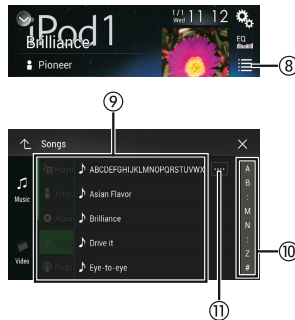 iPod1
1/1
Wed
11 12
Brilliance
EQ
Pioneer
⑧
⑨
Songs
Music
Video
ABCDEFGHIJKLMNOPQRSTUVWX
Asian Flavor
Brilliance
Drive it
Eye-to-eye
A
B
:
M
N
:
Z
#
⑩
⑪